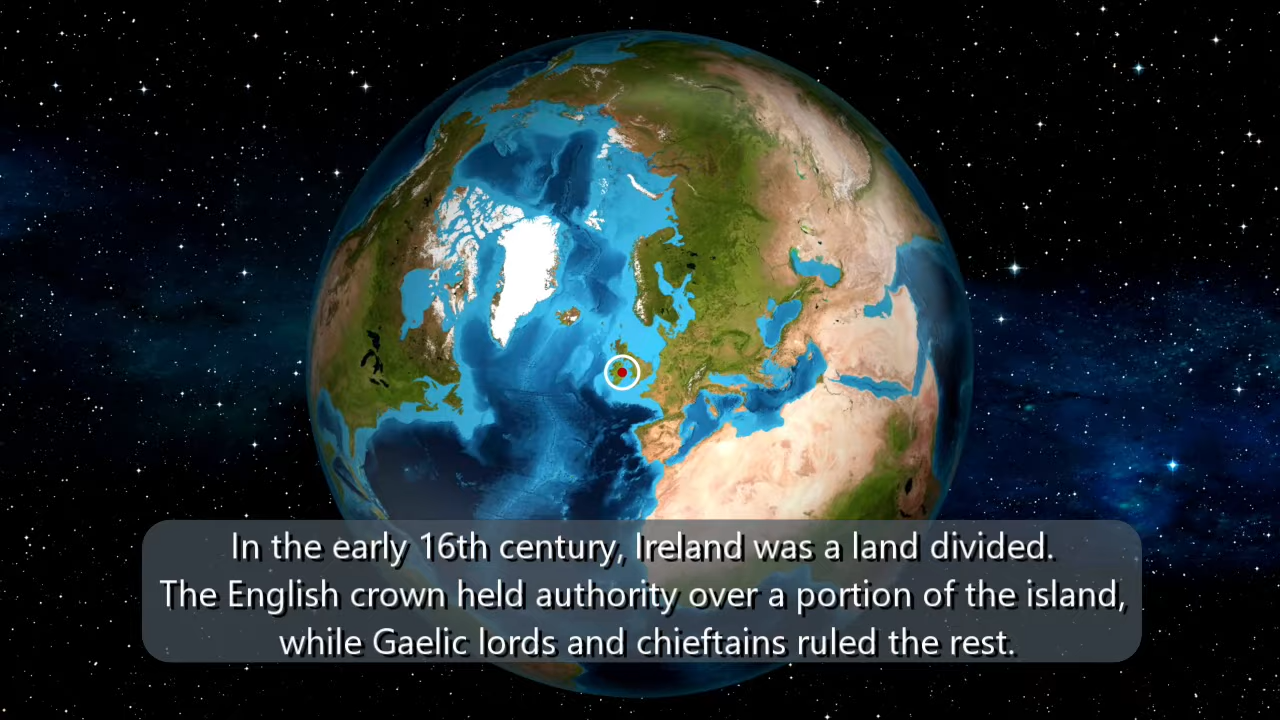 In the early 16th century, Ireland was a land divided.
The English crown held authority over a portion of the island,
while Gaelic lords and chieftains ruled the rest.